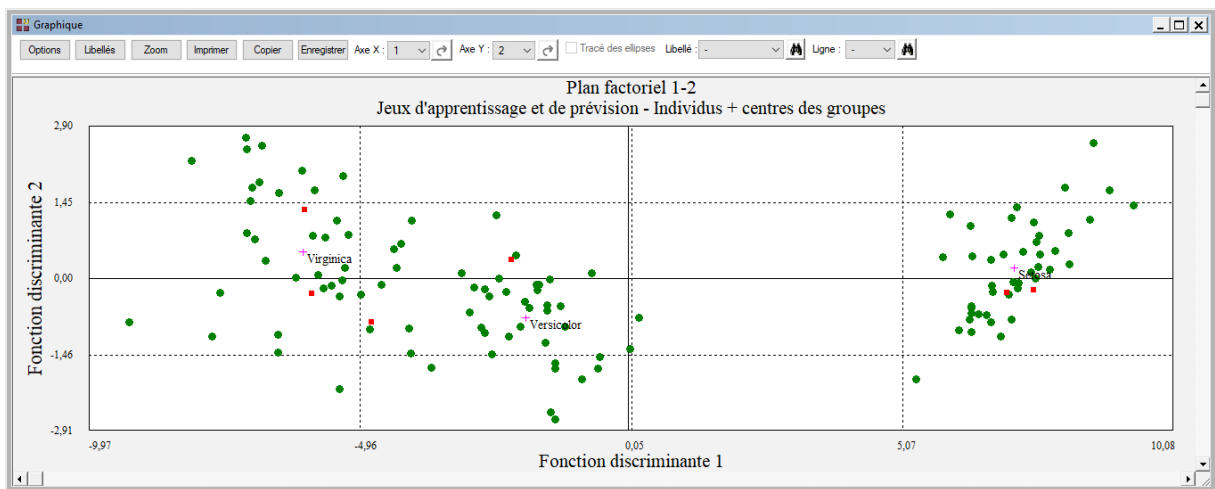 Graphique
Options Libellés Zoom Imprimer Copier Enregistrer Axe X : 1 Axe Y : 2 Tracé des ellipses Libellé : - Ligne : -
Plan factoriel 1-2
Jeux d'apprentissage et de prévision - Individus + centres des groupes
2,90
1,45
0,00
-1,46
-2,91
Fonction discriminante 2
Virginica
Setosa
Versicolor
-9,97 -4,96 0,05 5,07 10,08
Fonction discriminante 1